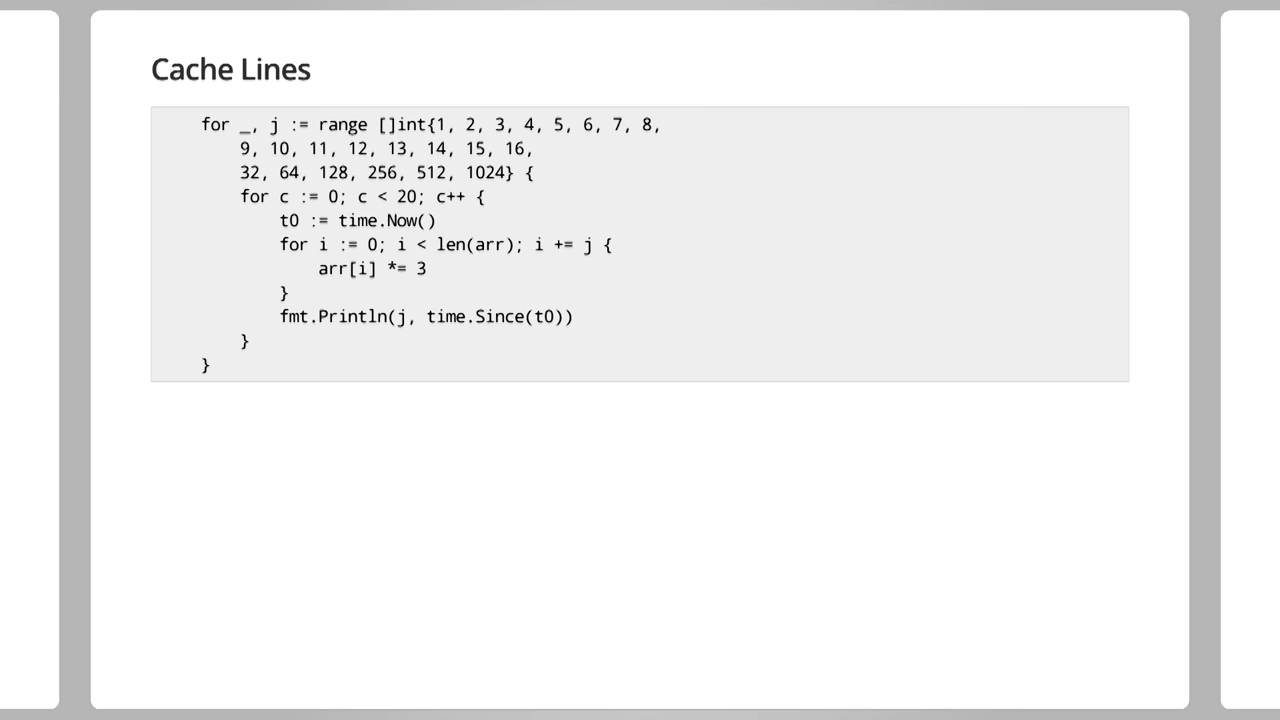 Cache Lines
for _, j := range []int{1, 2, 3, 4, 5, 6, 7, 8,
9, 10, 11, 12, 13, 14, 15, 16,
32, 64, 128, 256, 512, 1024} {
for c := 0; c < 20; c++ {
t0 := time.Now()
for i := 0; i < len(arr); i += j {
arr[i] *= 3
}
fmt.Println(j, time.Since(t0))
}
}